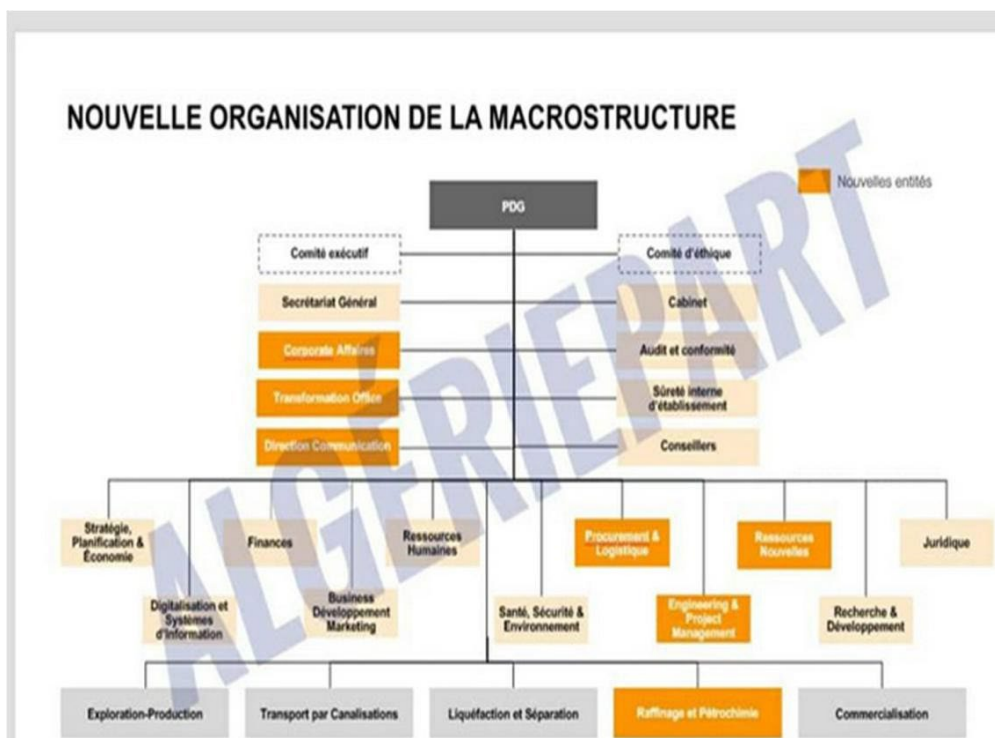 NOUVELLE ORGANISATION DE LA MACROSTRUCTURE
Nouvelles entités
PDG
Comité exécutif
Comité d'éthique
Secrétariat Général
Cabinet
Corporate Affaires
Audit et conformité
Transformation Office
Sûreté interne
d'établissement
Direction Communication
Conseillers
Stratégie,
Planification &
Économie
Finances
Ressources
Humaines
Procurement &
Logistique
Ressources
Nouvelles
Juridique
Digitalisation et
Systèmes
d'Information
Business
Développement
Marketing
Santé, Sécurité &
Environnement
Engineering &
Project
Management
Recherche &
Développement
Exploration-Production
Transport par Canalisations
Liquéfaction et Séparation
Raffinage et Pétrochimie
Commercialisation
ALGÉRIEPART